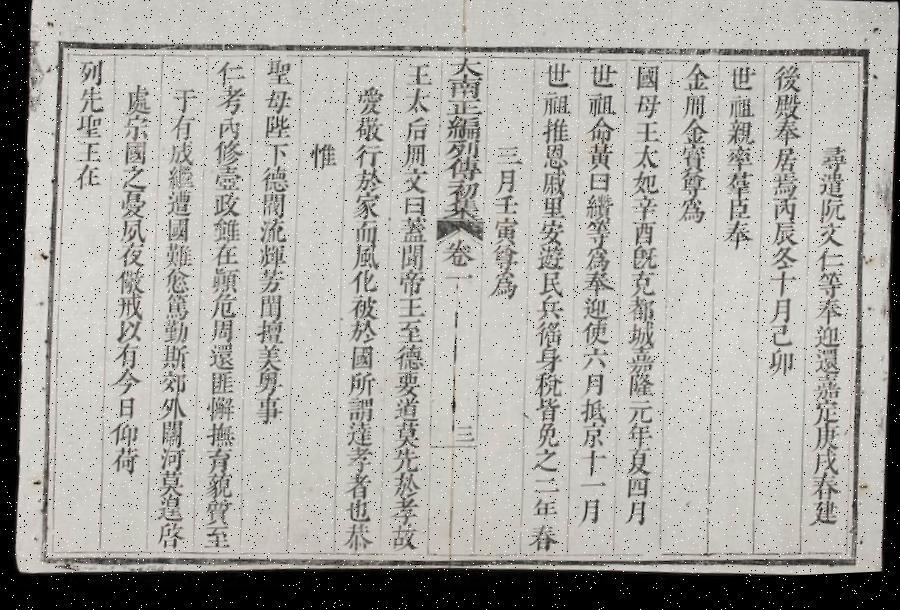 尋遣阮文仁等奉迎還嘉定庚戌春建
後殿奉居焉丙辰冬十月己卯
世祖親率羣臣奉
金冊金寶尊為
國母王太妃辛酉既克都城嘉隆元年夏四月
世祖命黃曰纘等為奉迎使六月抵京十一月
世祖推恩戚里安遊民兵徭身稅皆免之二年春
三月壬寅尊為
大南正編列傳初集 卷一 三
王太后冊文曰蓋聞帝王至德要道莫先於孝故
愛敬行於家而風化被於國所謂達孝者也恭
惟
聖母陛下德閥流輝芳閨擅美夙事
仁考內修壼政雖在顛危周還匪懈撫育藐質至
于有成繼遭國難愈篤勤斯郊外關河莫遑啓
處宗國之憂夙夜儆戒以有今日仰荷
列先聖王在